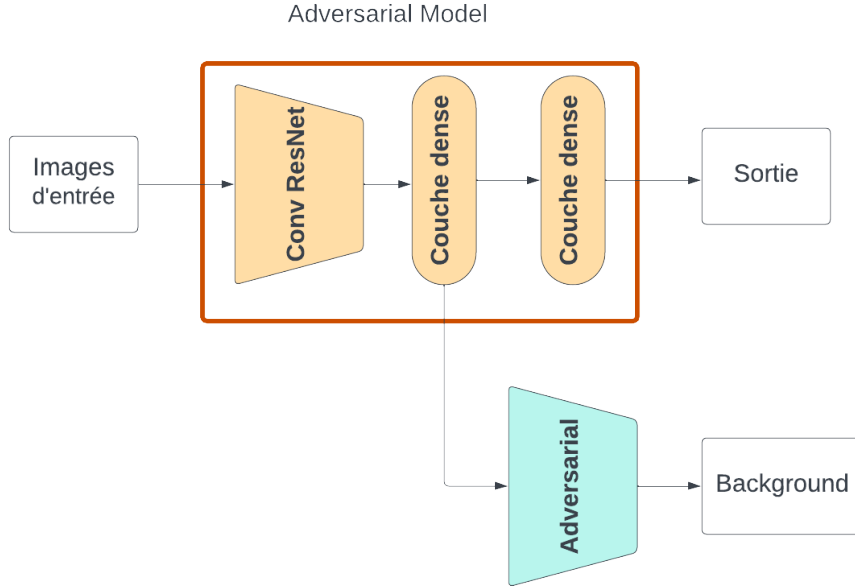 Adversarial Model
Images
d'entrée
Conv ResNet
Couche dense
Couche dense
Sortie
Adversarial
Background